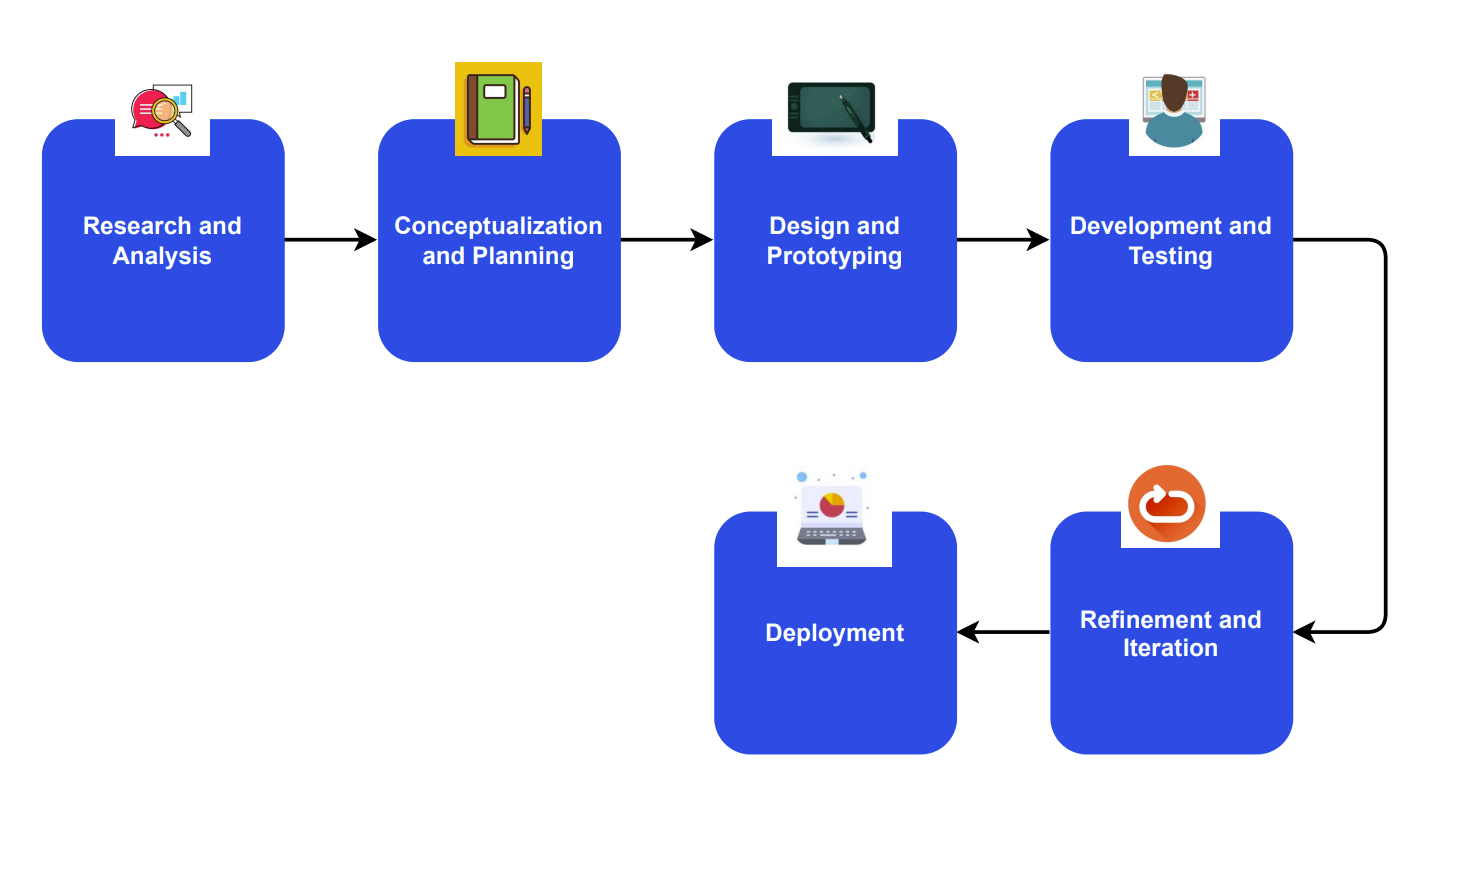 Research and
Analysis
Conceptualization
and Planning
Design and
Prototyping
Development and
Testing
Refinement and
Iteration
Deployment